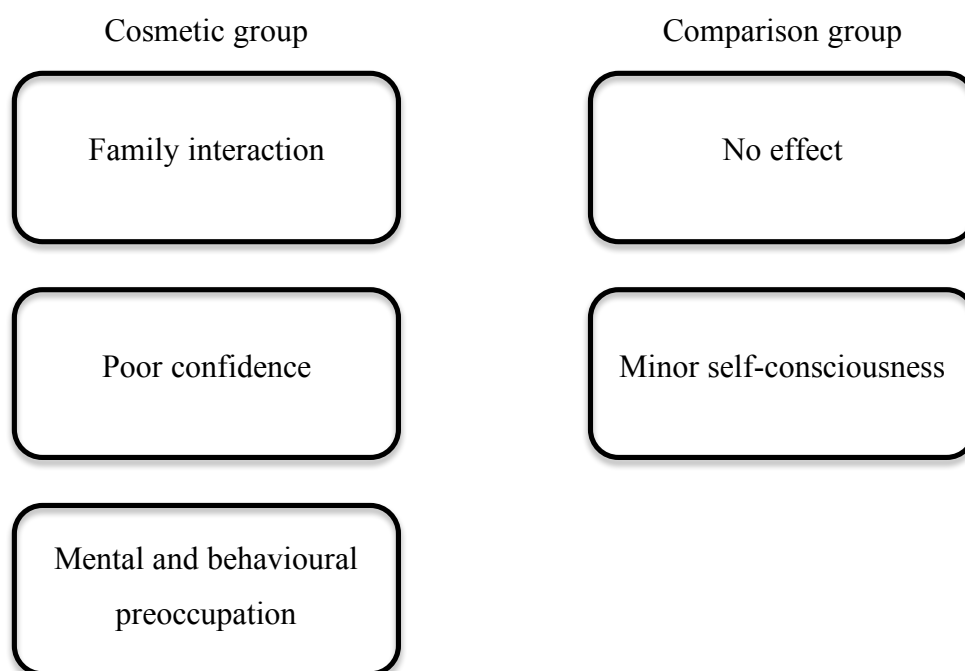 Cosmetic group
Comparison group
Family interaction
No effect
Poor confidence
Minor self-consciousness
Mental and behavioural
preoccupation